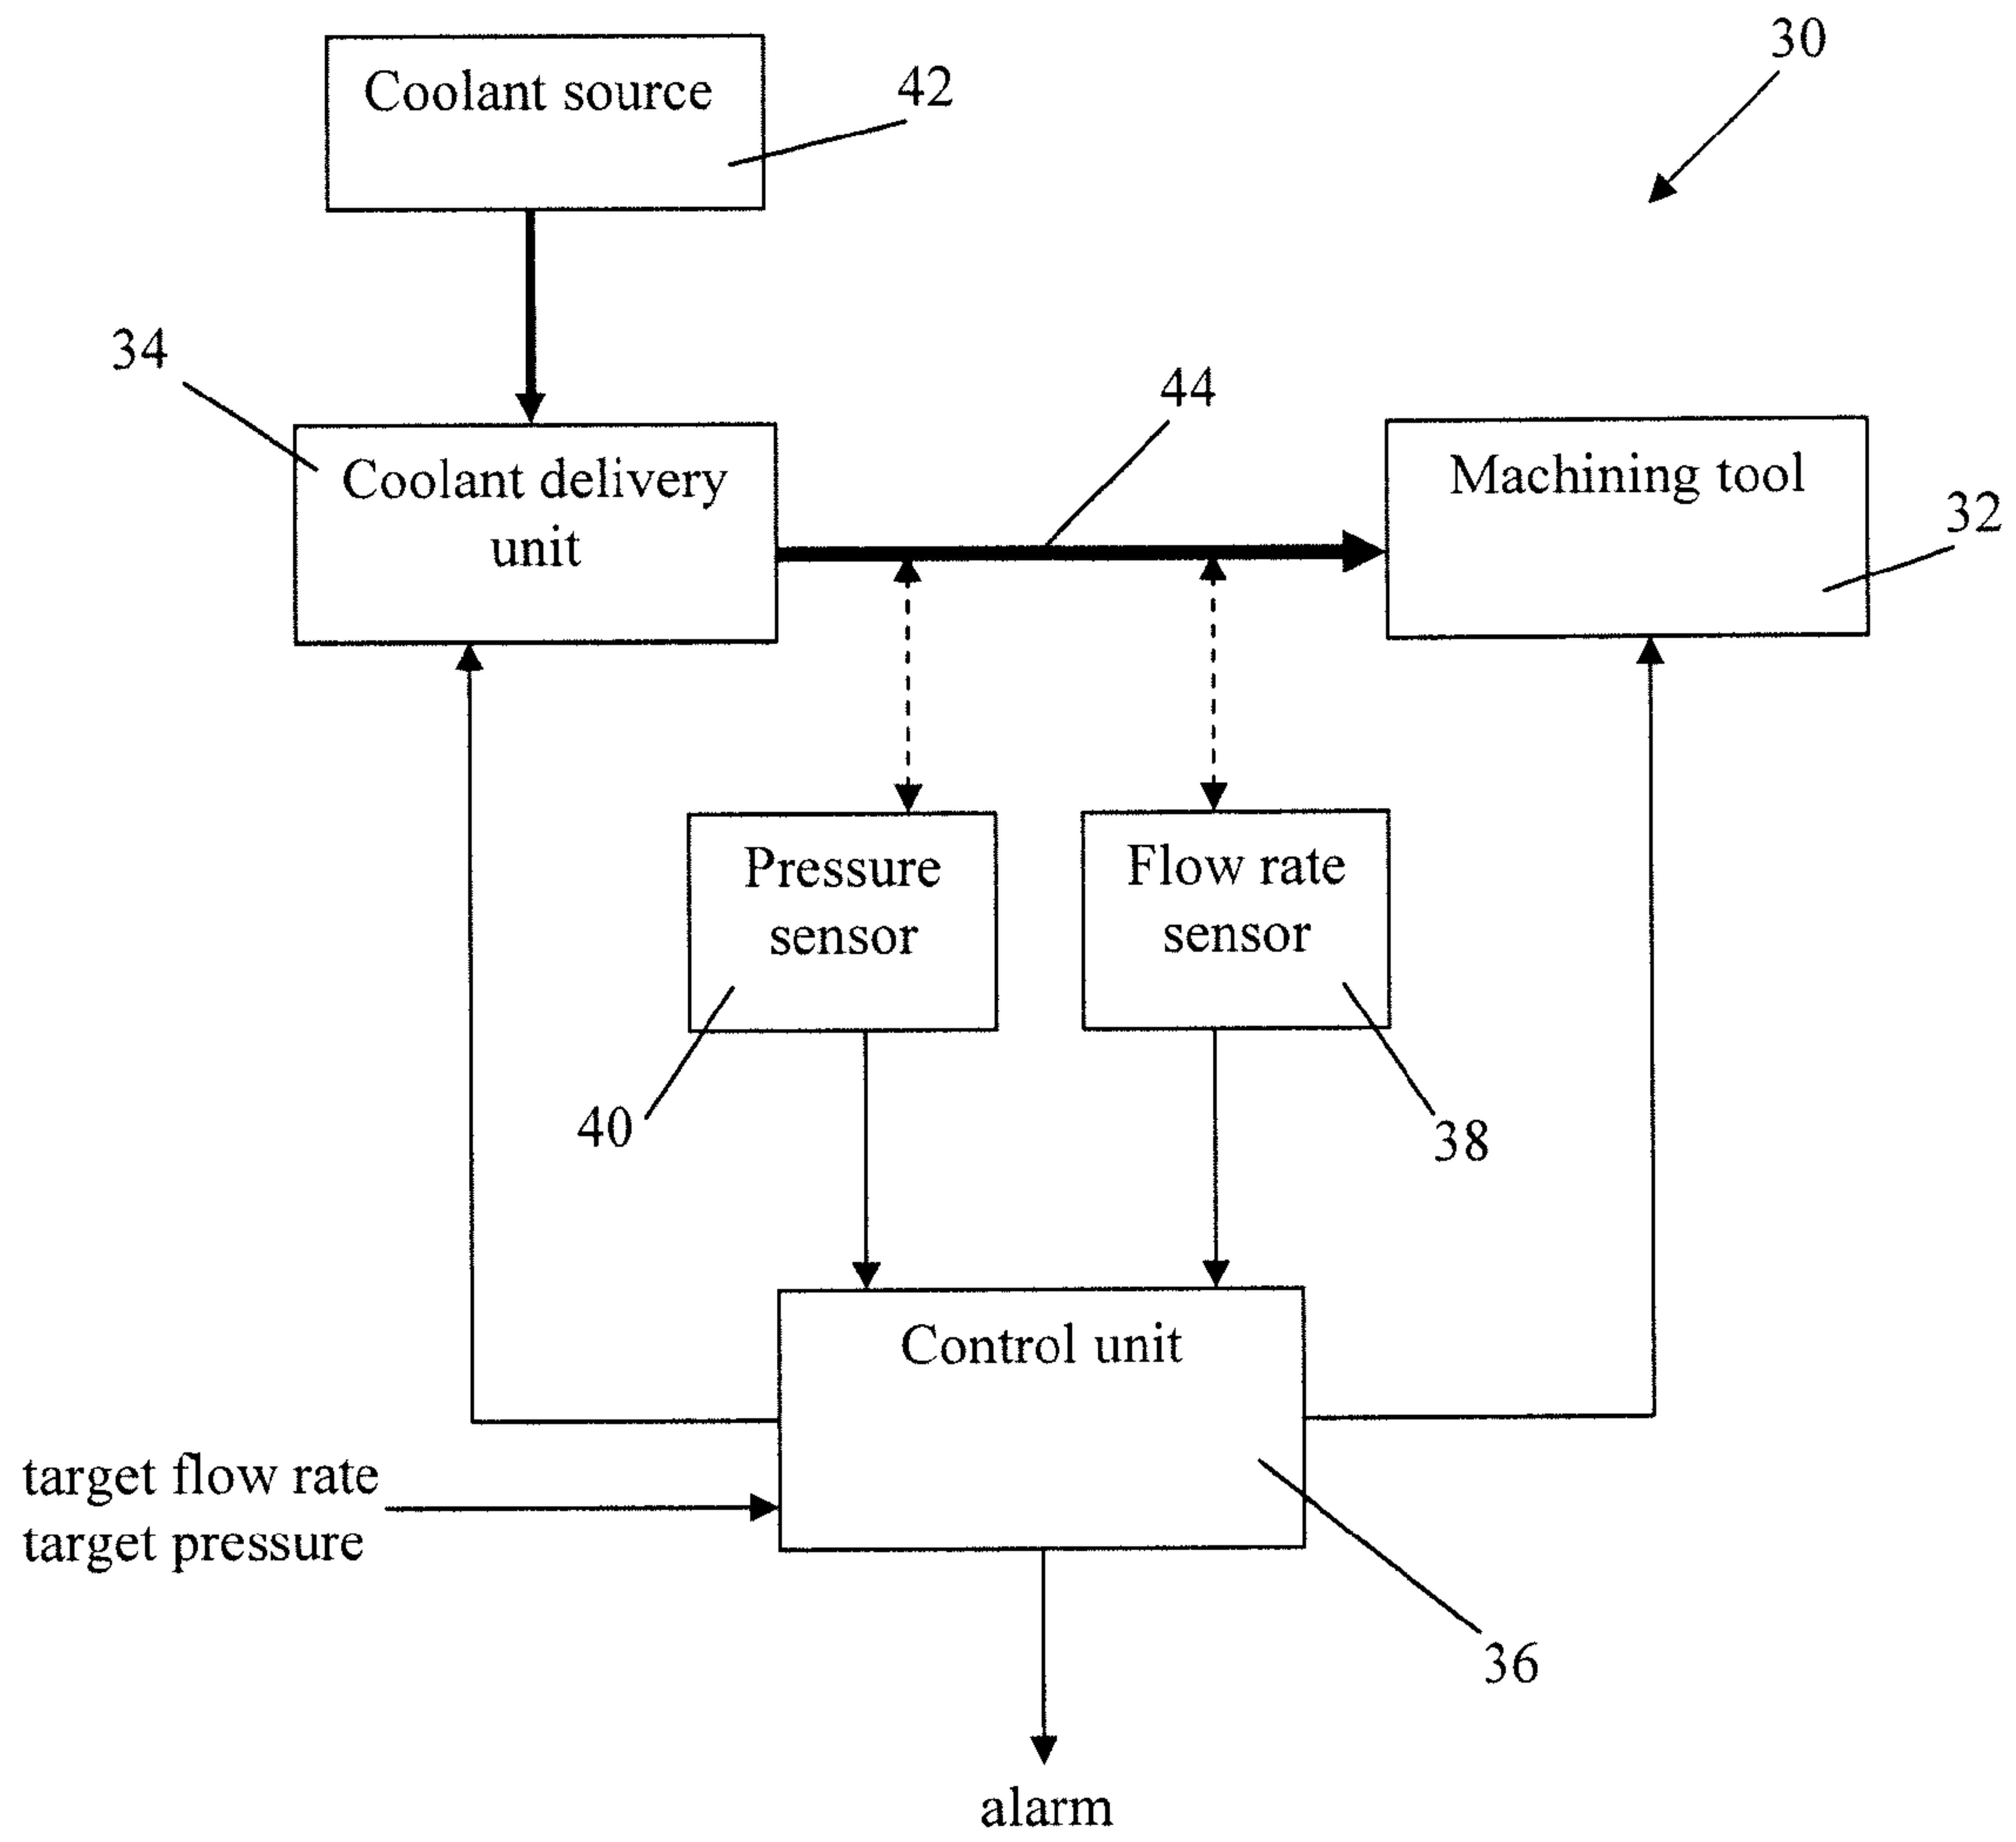 30
Coolant source
42
34
44
Coolant delivery
unit
Machining tool
32
Pressure
sensor
Flow rate
sensor
40
38
Control unit
target flow rate
target pressure
36
alarm